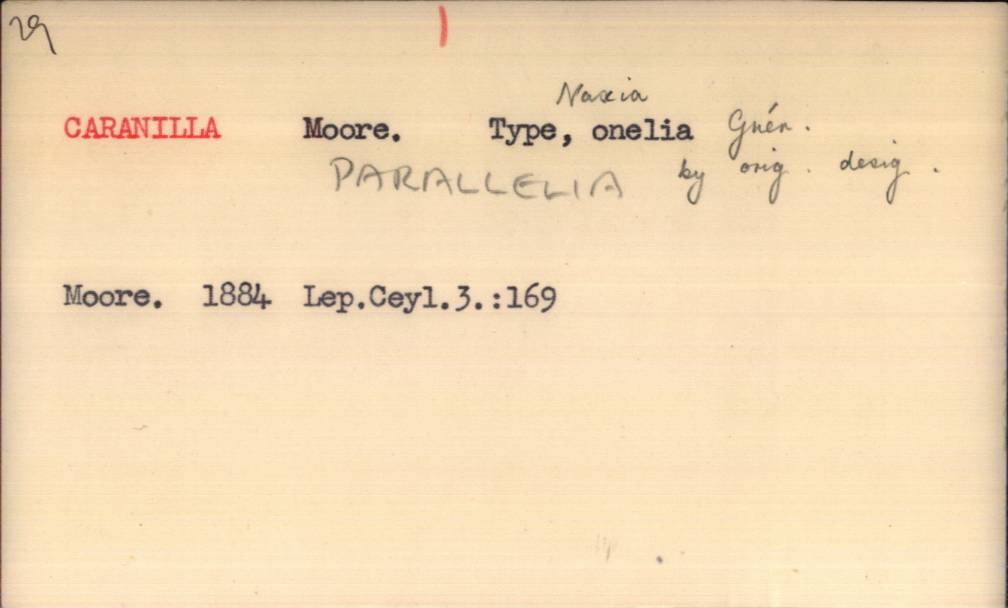 29
Naxia
CARANILLA Moore. Type, onelia Guén.
PARALLELIA by orig. desig.
Moore. 1884 Lep.Ceyl.3.:169